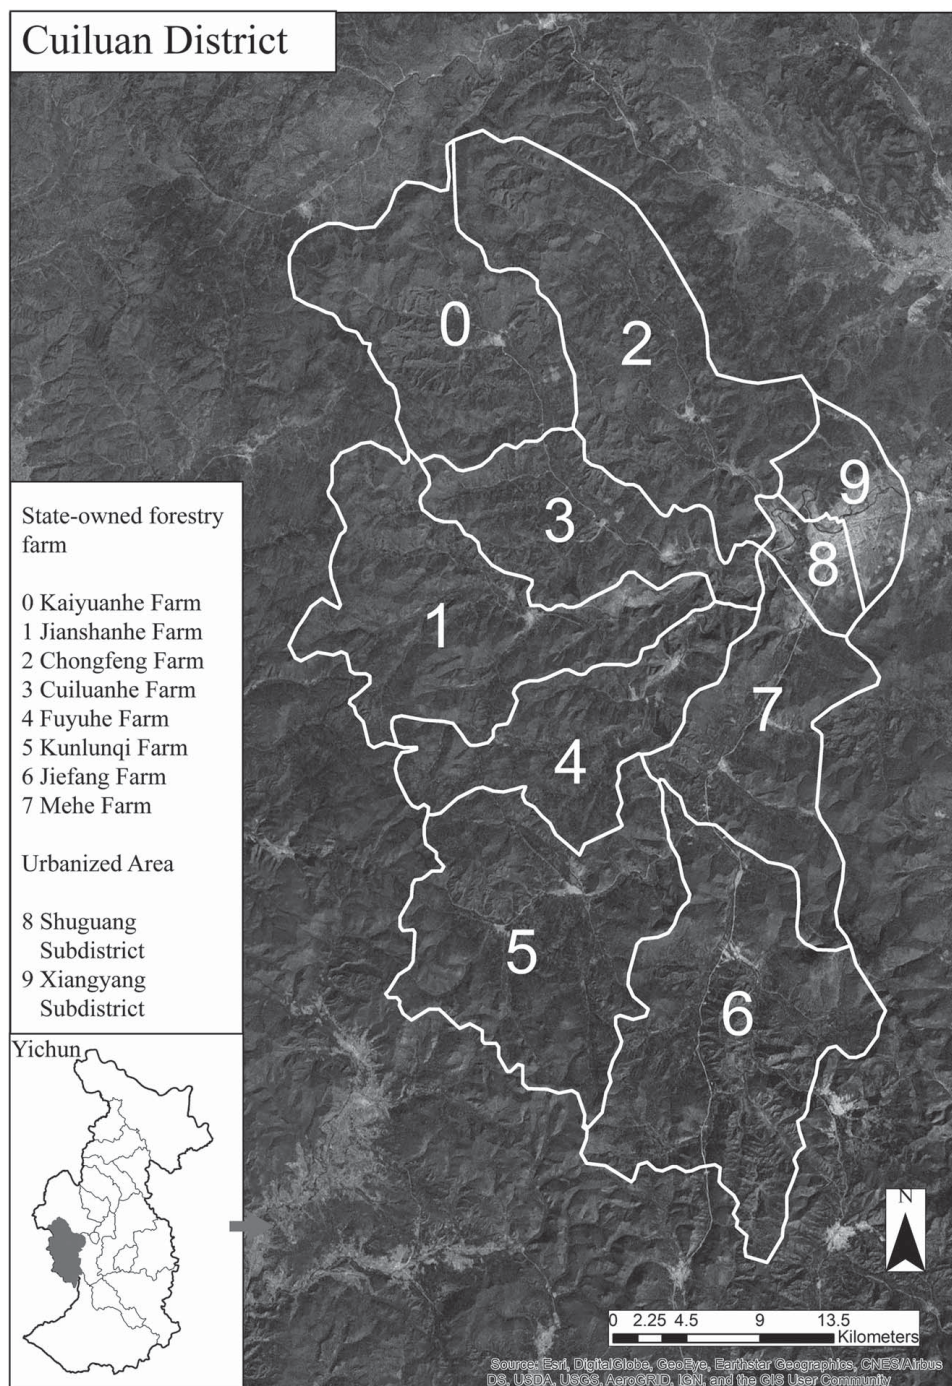 Cuiluan District
0
2
9
3
8
1
7
4
5
6
State-owned forestry
farm
0 Kaiyuanhe Farm
1 Jianshanhe Farm
2 Chongfeng Farm
3 Cuiluanhe Farm
4 Fuyuhe Farm
5 Kunlunqi Farm
6 Jiefang Farm
7 Mehe Farm
Urbanized Area
8 Shuguang
Subdistrict
9 Xiangyang
Subdistrict
Yichun
N
0 2.25 4.5 9 13.5
Kilometers
Source: Esri, DigitalGlobe, GeoEye, Earthstar Geographics, CNES/Airbus
DS, USDA, USGS, AeroGRID, IGN, and the GIS User Community